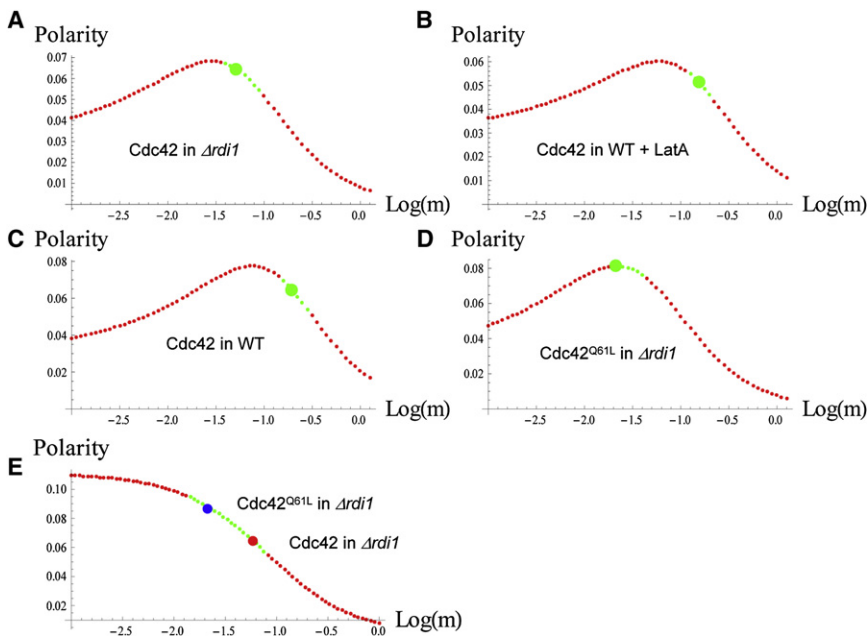 A
Polarity
0.07
0.06
0.05
0.04
0.03
0.02
0.01
Cdc42 in Δrdi1
-2.5 -2.0 -1.5 -1.0 -0.5 0.0
Log(m)
B
Polarity
0.06
0.05
0.04
0.03
0.02
0.01
Cdc42 in WT + LatA
-2.5 -2.0 -1.5 -1.0 -0.5 0.0
Log(m)
C
Polarity
0.08
0.06
0.04
0.02
Cdc42 in WT
-2.5 -2.0 -1.5 -1.0 -0.5 0.0
Log(m)
D
Polarity
0.08
0.06
0.04
0.02
Cdc42Q61L in Δrdi1
-2.5 -2.0 -1.5 -1.0 -0.5 0.0
Log(m)
E
Polarity
0.10
0.08
0.06
0.04
0.02
Cdc42Q61L in Δrdi1
Cdc42 in Δrdi1
-2.5 -2.0 -1.5 -1.0 -0.5 0.0
Log(m)